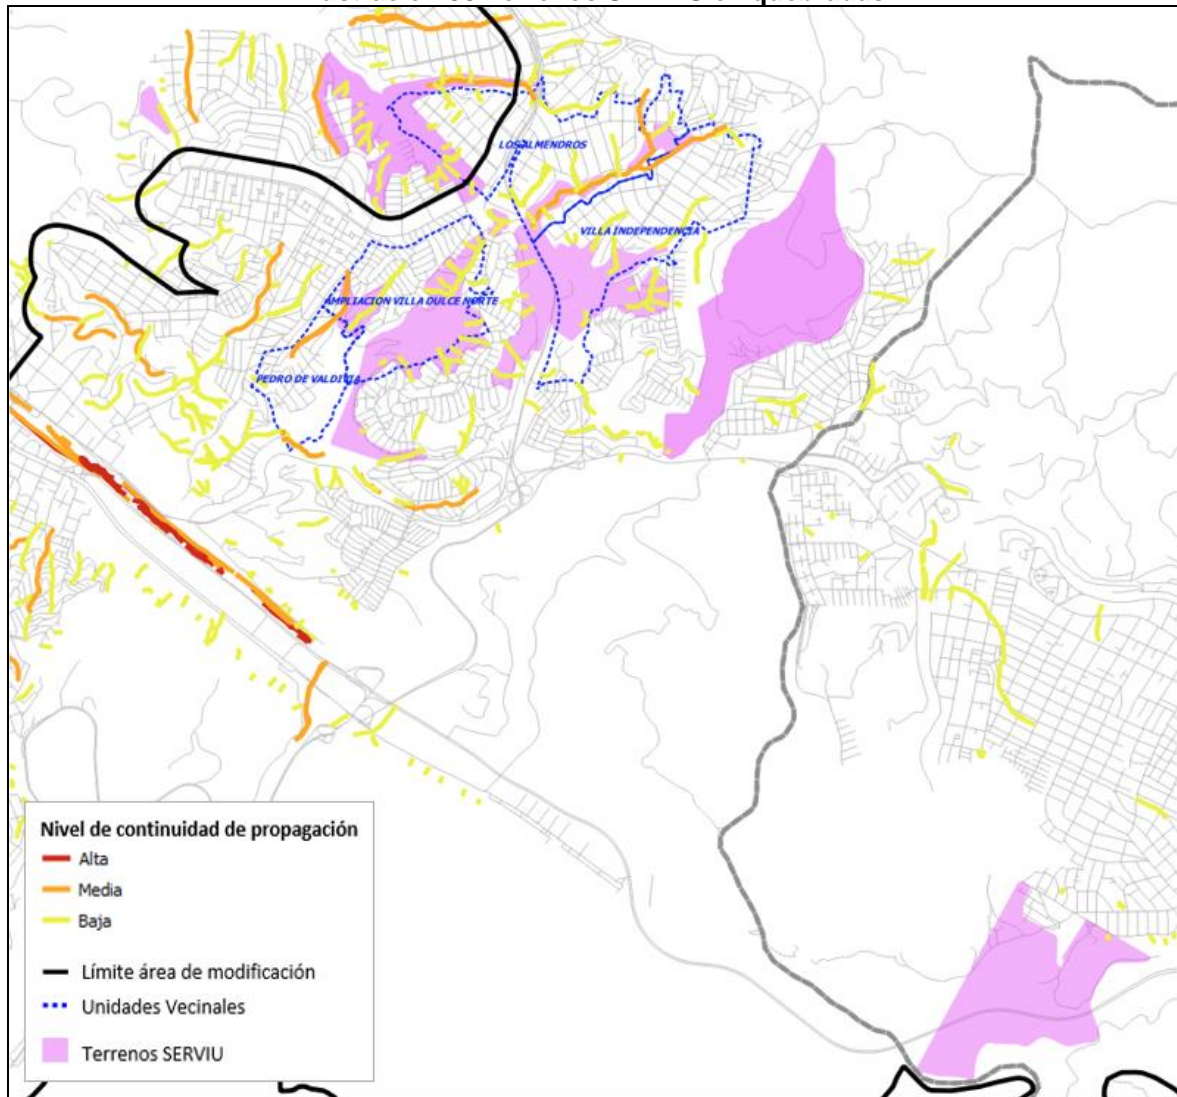 LOS ALMENDROS
VILLA INDEPENDENCIA
AMPLIACION VILLA DULCE NORTE
PEDRO DE VALDIVIA
Nivel de continuidad de propagación
Alta
Media
Baja
Límite área de modificación
Unidades Vecinales
Terrenos SERVIU